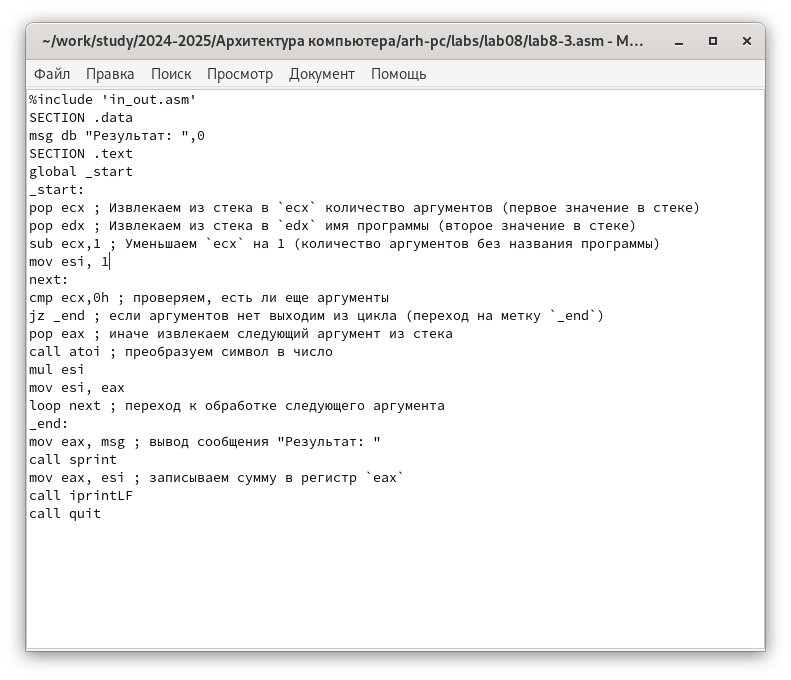 ~/work/study/2024-2025/Архитектура компьютера/arh-pc/labs/lab08/lab8-3.asm - M...
Файл Правка Поиск Просмотр Документ Помощь
%include 'in_out.asm'
SECTION .data
msg db "Результат: ",0
SECTION .text
global _start
_start:
pop ecx ; Извлекаем из стека в `ecx` количество аргументов (первое значение в стеке)
pop edx ; Извлекаем из стека в `edx` имя программы (второе значение в стеке)
sub ecx,1 ; Уменьшаем `ecx` на 1 (количество аргументов без названия программы)
mov esi, 1
next:
cmp ecx,0h ; проверяем, есть ли еще аргументы
jz _end ; если аргументов нет выходим из цикла (переход на метку `_end`)
pop eax ; иначе извлекаем следующий аргумент из стека
call atoi ; преобразуем символ в число
mul esi
mov esi, eax
loop next ; переход к обработке следующего аргумента
_end:
mov eax, msg ; вывод сообщения "Результат: "
call sprint
mov eax, esi ; записываем сумму в регистр `eax`
call iprintLF
call quit